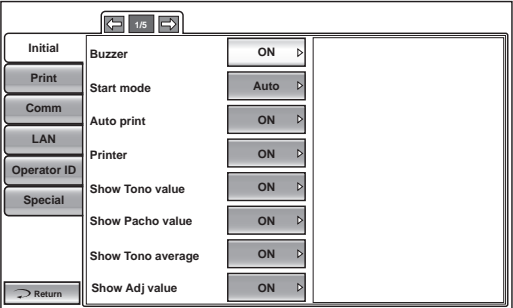 1/5
Initial
Print
Comm
LAN
Operator ID
Special
Return
Buzzer ON
Start mode Auto
Auto print ON
Printer ON
Show Tono value ON
Show Pacho value ON
Show Tono average ON
Show Adj value ON